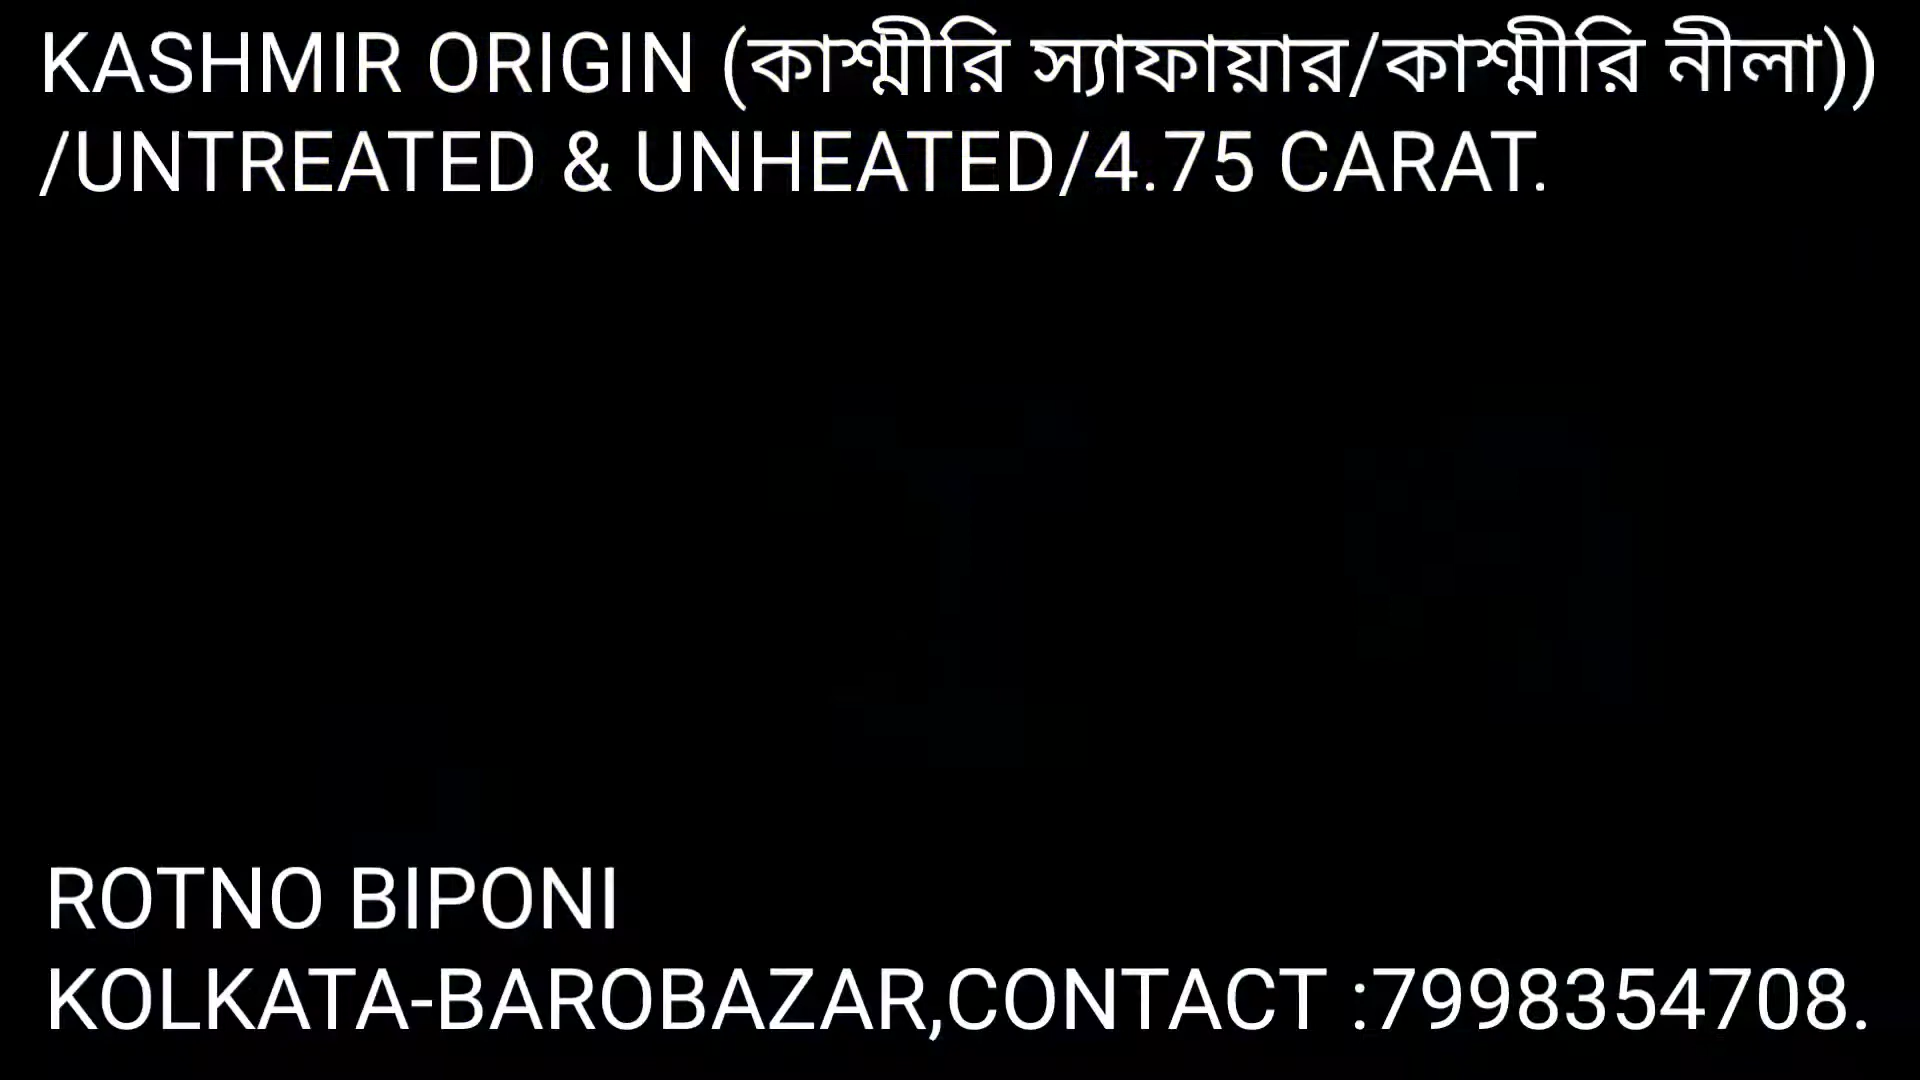 KASHMIR ORIGIN (কাশ্মীরি স্যাফায়ার/কাশ্মীরি নীলা))
/UNTREATED & UNHEATED/4.75 CARAT.
ROTNO BIPONI
KOLKATA-BAROBAZAR,CONTACT :7998354708.